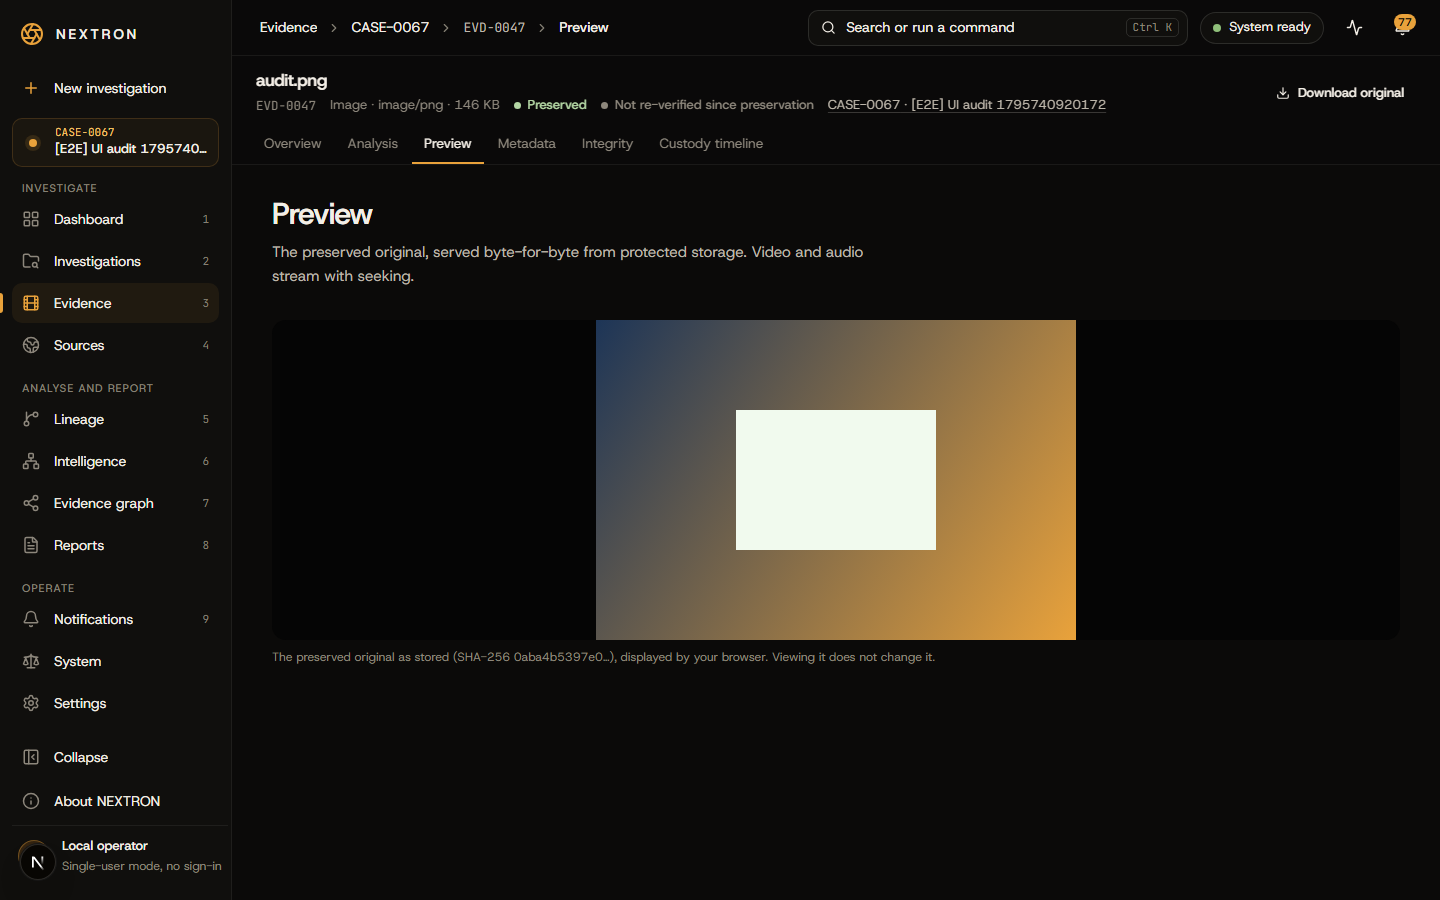 NEXTRON
New investigation
CASE-0067
[E2E] UI audit 1795740...
INVESTIGATE
Dashboard 1
Investigations 2
Evidence 3
Sources 4
ANALYSE AND REPORT
Lineage 5
Intelligence 6
Evidence graph 7
Reports 8
OPERATE
Notifications 9
System
Settings
Collapse
About NEXTRON
N
Local operator
Single-user mode, no sign-in
Evidence > CASE-0067 > EVD-0047 > Preview
Search or run a command Ctrl K
System ready
77
audit.png
EVD-0047 Image · image/png · 146 KB Preserved Not re-verified since preservation CASE-0067 · [E2E] UI audit 1795740920172
Download original
Overview Analysis Preview Metadata Integrity Custody timeline
Preview
The preserved original, served byte-for-byte from protected storage. Video and audio
stream with seeking.
The preserved original as stored (SHA-256 0aba4b5397e0…), displayed by your browser. Viewing it does not change it.